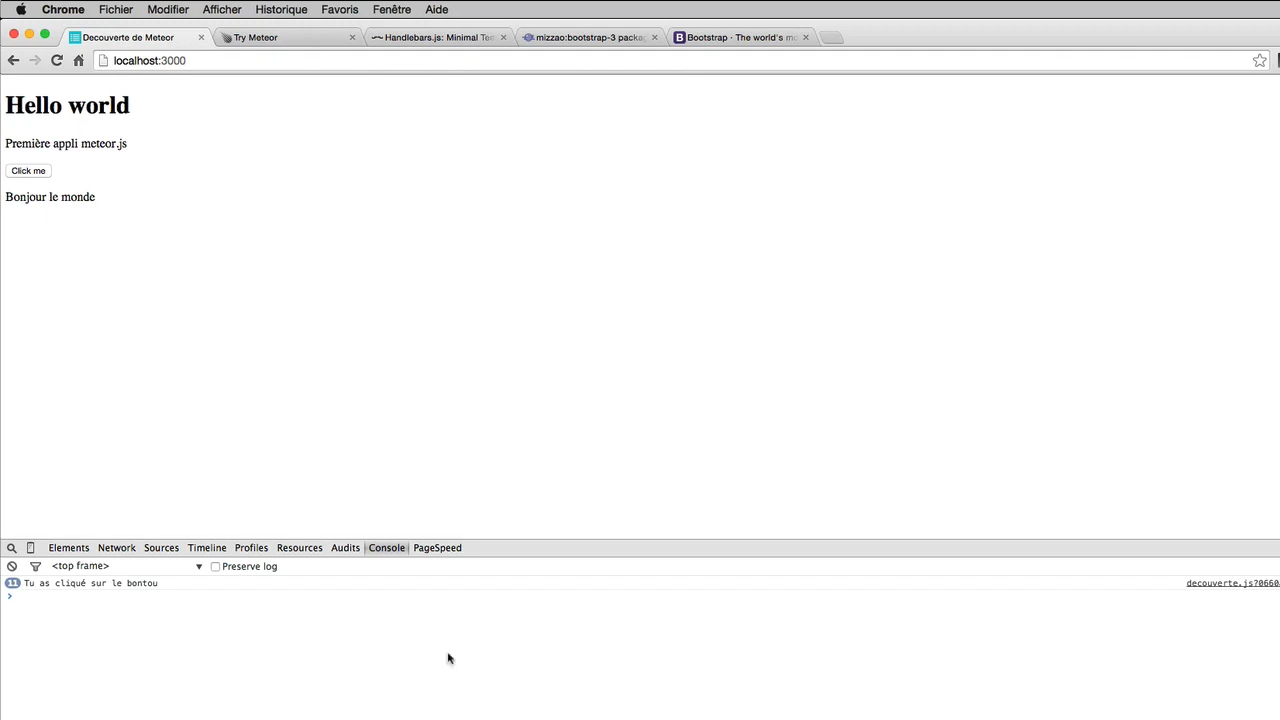 Chrome Fichier Modifier Afficher Historique Favoris Fenêtre Aide
Decouverte de Meteor Try Meteor Handlebars.js: Minimal Tem mizzao:bootstrap-3 packag Bootstrap · The world's mo
localhost:3000
Hello world
Première appli meteor.js
Click me
Bonjour le monde
Elements Network Sources Timeline Profiles Resources Audits Console PageSpeed
<top frame> Preserve log
11 Tu as cliqué sur le bontou decouverte.js?0660